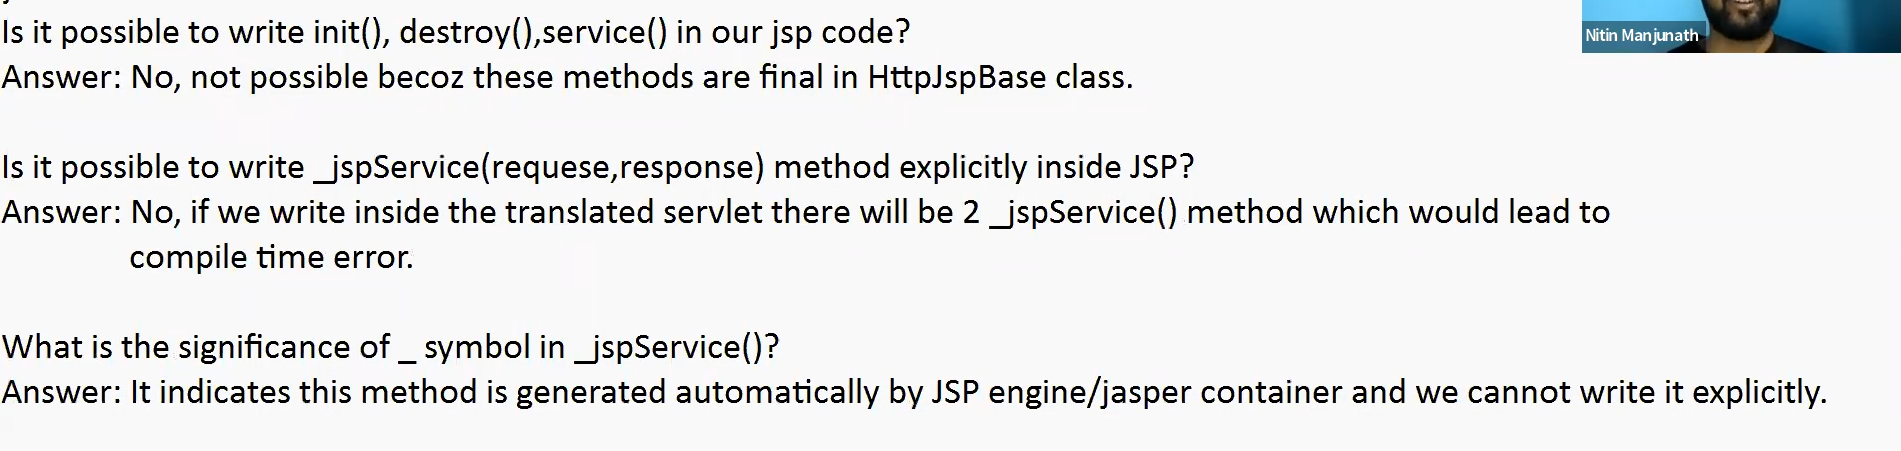 Is it possible to write init(), destroy(),service() in our jsp code?
Nitin Manjunath
Answer: No, not possible becoz these methods are final in HttpJspBase class.
Is it possible to write _jspService(requese,response) method explicitly inside JSP?
Answer: No, if we write inside the translated servlet there will be 2 _jspService() method which would lead to
compile time error.
What is the significance of _ symbol in _jspService()?
Answer: It indicates this method is generated automatically by JSP engine/jasper container and we cannot write it explicitly.